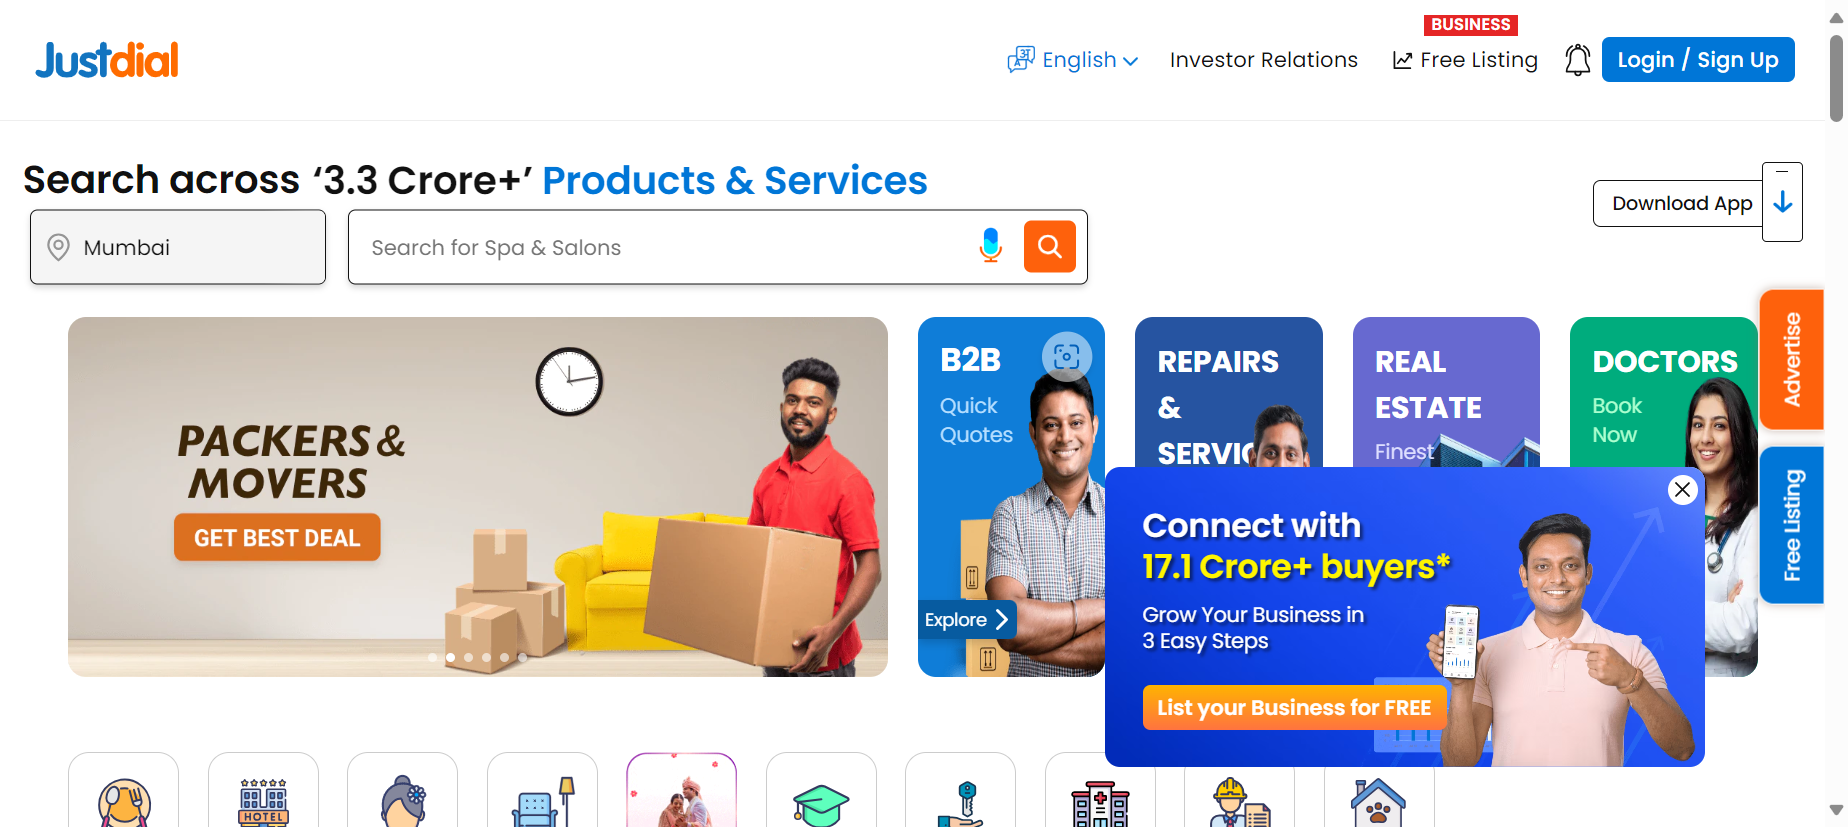 Justdial
English
Investor Relations
BUSINESS
Free Listing
Login / Sign Up
Search across ‘3.3 Crore+’ Products & Services
Download App
Mumbai
Search for Spa & Salons
PACKERS &
MOVERS
GET BEST DEAL
B2B
Quick
Quotes
Explore
REPAIRS
&
REAL
ESTATE
Finest
DOCTORS
Book
Now
Advertise
Free Listing
Connect with
17.1 Crore+ buyers*
Grow Your Business in
3 Easy Steps
List your Business for FREE
HOTEL